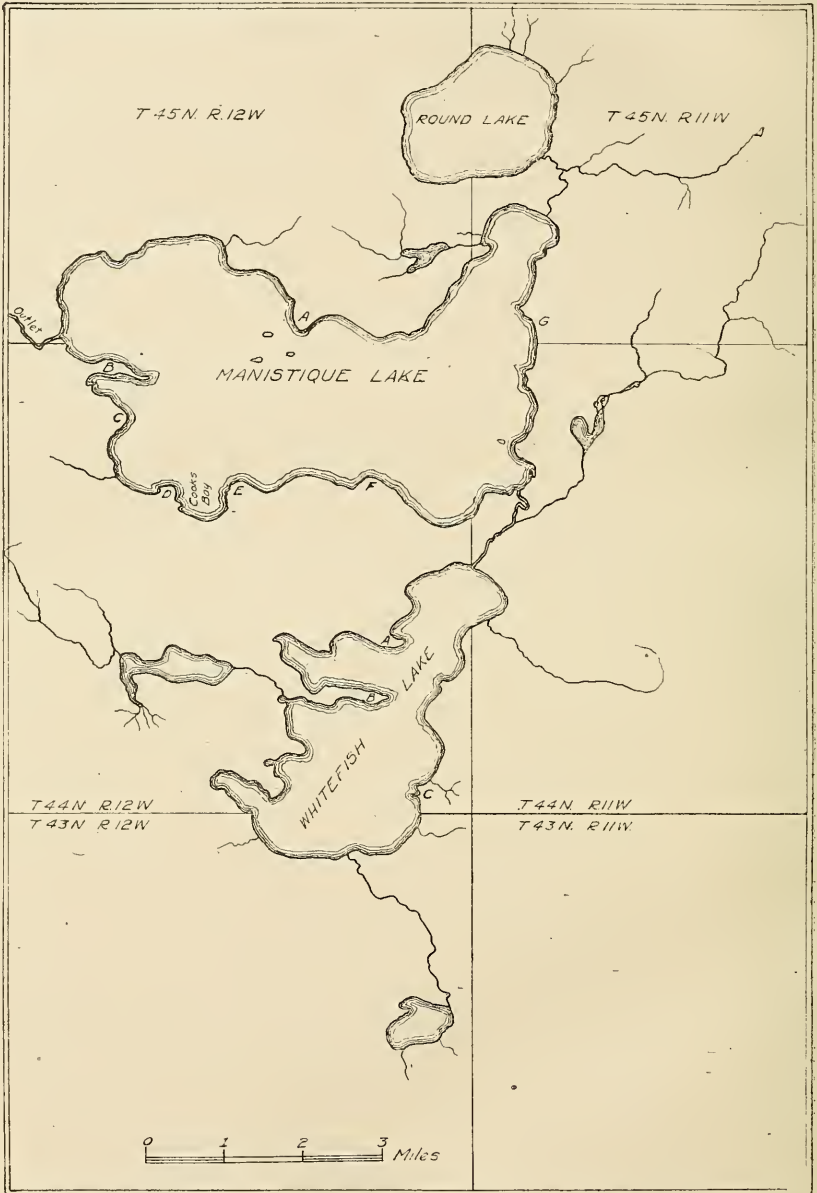 T 45 N. R. 12 W
ROUND LAKE
T 45 N. R 11 W
A
G
Outlet
B
MANISTIQUE LAKE
C
D
Cooks
Bay
E
F
A
B
WHITEFISH LAKE
C
T 44 N R. 12 W
T 43 N R. 12 W
T 44 N. R. 11 W
T 43 N. R. 11 W.
0 1 2 3 Miles